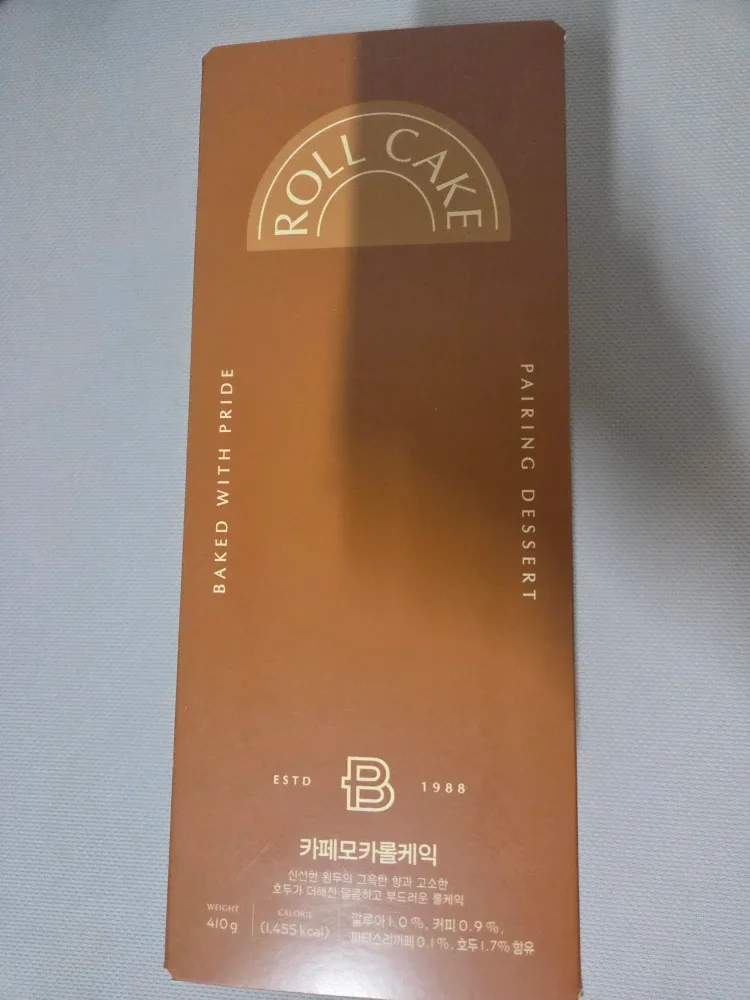 ROLL CAKE
BAKED WITH PRIDE
PAIRING DESSERT
ESTD B 1988
카페모카롤케익
신선한 원두의 그윽한 향과 고소한
호두가 더해진 달콤하고 부드러운 롤케익
WEIGHT
410g
CALORIE
(1,455 kcal)
깔루아 1.0 %, 커피 0.9 %,
파티스리까페 0.1 %, 호두 1.7% 함유